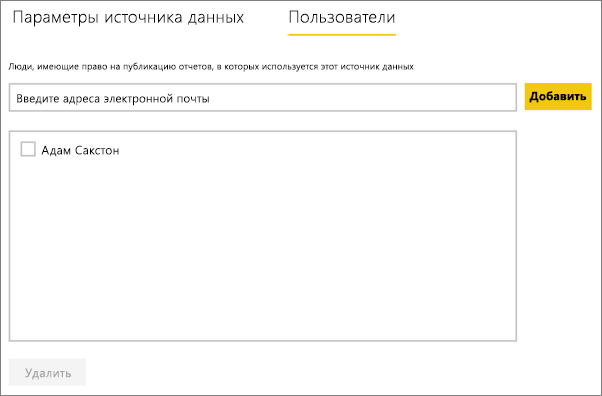 Параметры источника данных Пользователи
Люди, имеющие право на публикацию отчетов, в которых используется этот источник данных
Введите адреса электронной почты Добавить
Адам Сакстон
Удалить